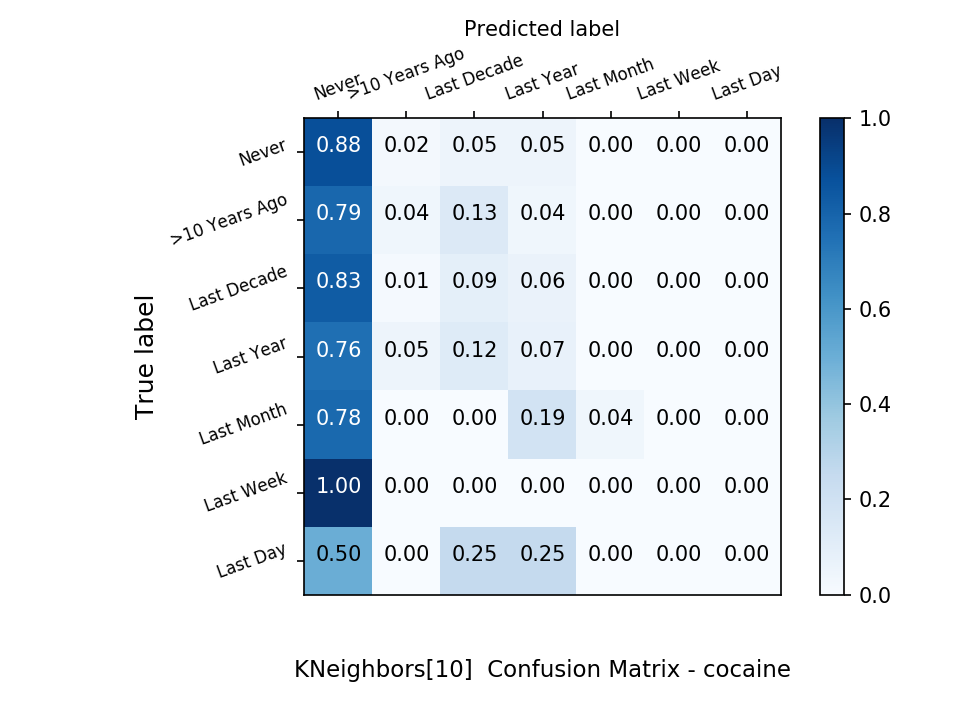 Predicted label
Never >10 Years Ago Last Decade Last Year Last Month Last Week Last Day
Never 0.88 0.02 0.05 0.05 0.00 0.00 0.00
>10 Years Ago 0.79 0.04 0.13 0.04 0.00 0.00 0.00
Last Decade 0.83 0.01 0.09 0.06 0.00 0.00 0.00
Last Year 0.76 0.05 0.12 0.07 0.00 0.00 0.00
Last Month 0.78 0.00 0.00 0.19 0.04 0.00 0.00
Last Week 1.00 0.00 0.00 0.00 0.00 0.00 0.00
Last Day 0.50 0.00 0.25 0.25 0.00 0.00 0.00
True label
1.0
0.8
0.6
0.4
0.2
0.0
KNeighbors[10]  Confusion Matrix - cocaine